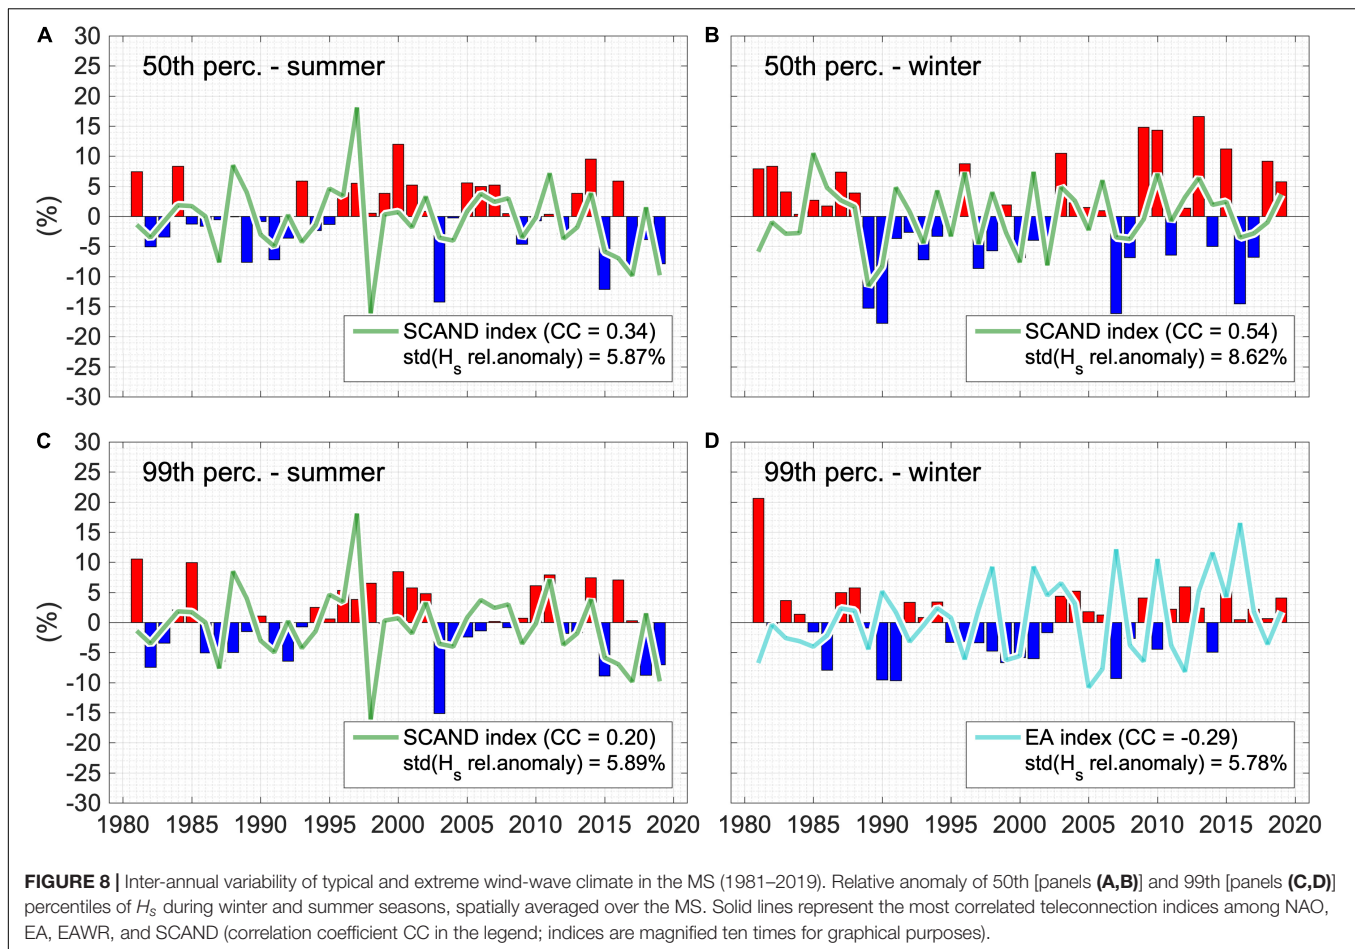 A
50th perc. - summer
30
25
20
15
10
5
0
-5
-10
-15
-20
-25
-30
(%)
SCAND index (CC = 0.34)
std(Hs rel.anomaly) = 5.87%
B
50th perc. - winter
SCAND index (CC = 0.54)
std(Hs rel.anomaly) = 8.62%
C
99th perc. - summer
30
25
20
15
10
5
0
-5
-10
-15
-20
-25
-30
(%)
SCAND index (CC = 0.20)
std(Hs rel.anomaly) = 5.89%
1980 1985 1990 1995 2000 2005 2010 2015 2020
D
99th perc. - winter
EA index (CC = -0.29)
std(Hs rel.anomaly) = 5.78%
1980 1985 1990 1995 2000 2005 2010 2015 2020
FIGURE 8 | Inter-annual variability of typical and extreme wind-wave climate in the MS (1981–2019). Relative anomaly of 50th [panels (A,B)] and 99th [panels (C,D)]
percentiles of Hs during winter and summer seasons, spatially averaged over the MS. Solid lines represent the most correlated teleconnection indices among NAO,
EA, EAWR, and SCAND (correlation coefficient CC in the legend; indices are magnified ten times for graphical purposes).